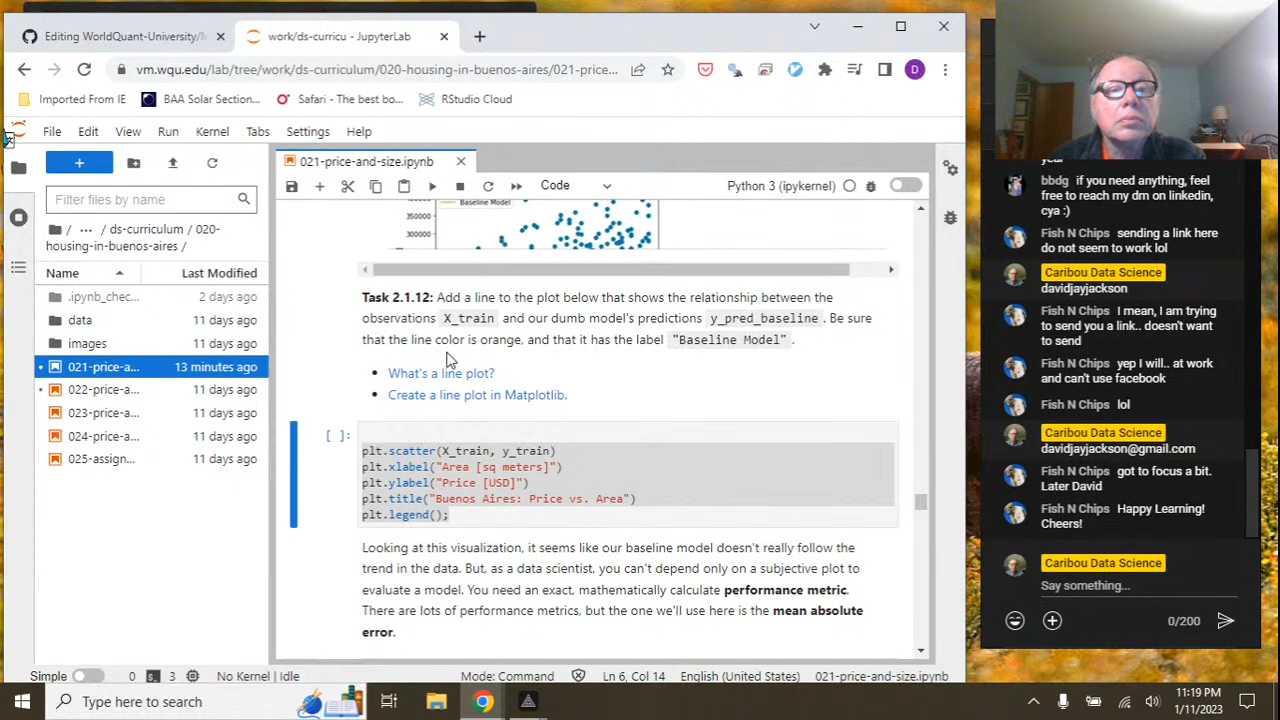 Editing WorldQuant-University/
work/ds-curricu - JupyterLab
vm.wqu.edu/lab/tree/work/ds-curriculum/020-housing-in-buenos-aires/021-price...
D
Imported From IE
BAA Solar Section...
Safari - The best bo...
RStudio Cloud
File Edit View Run Kernel Tabs Settings Help
Filter files by name
/ ... / ds-curriculum / 020-
housing-in-buenos-aires /
Name Last Modified
.ipynb_chec... 2 days ago
data 11 days ago
images 11 days ago
021-price-a... 13 minutes ago
022-price-a... 11 days ago
023-price-a... 11 days ago
024-price-a... 11 days ago
025-assign... 11 days ago
021-price-and-size.ipynb
Code
Python 3 (ipykernel)
Baseline Model
350000
300000
Task 2.1.12: Add a line to the plot below that shows the relationship between the
observations X_train and our dumb model's predictions y_pred_baseline. Be sure
that the line color is orange, and that it has the label "Baseline Model".
What's a line plot?
Create a line plot in Matplotlib.
[ ]:
plt.scatter(X_train, y_train)
plt.xlabel("Area [sq meters]")
plt.ylabel("Price [USD]")
plt.title("Buenos Aires: Price vs. Area")
plt.legend();
Looking at this visualization, it seems like our baseline model doesn't really follow the
trend in the data. But, as a data scientist, you can't depend only on a subjective plot to
evaluate a model. You need an exact, mathematically calculate performance metric.
There are lots of performance metrics, but the one we'll use here is the mean absolute
error.
Simple 0 3 No Kernel | Idle
Mode: Command
Ln 6, Col 14
English (United States)
021-price-and-size.ipynb
year
bbdg if you need anything, feel
free to reach my dm on linkedin,
cya :)
Fish N Chips sending a link here
do not seem to work lol
Caribou Data Science
davidjayjackson
Fish N Chips I mean, I am trying
to send you a link.. doesn't want
to send
Fish N Chips yep I will.. at work
and can't use facebook
Fish N Chips lol
Caribou Data Science
davidjayjackson@gmail.com
Fish N Chips got to focus a bit.
Later David
Fish N Chips Happy Learning!
Cheers!
Caribou Data Science
Say something...
0/200
Type here to search
11:19 PM
1/11/2023